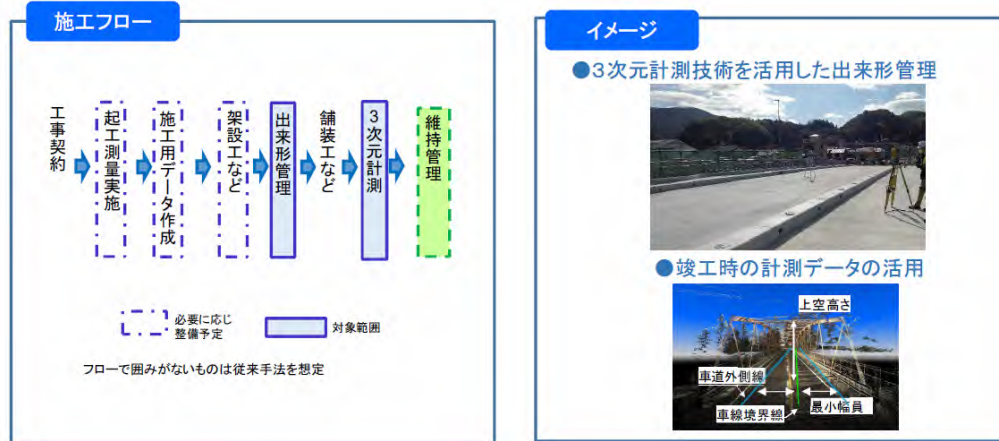 施工フロー
工事契約
起工測量実施
施工用データ作成
架設工など
出来形管理
舗装工など
3次元計測
維持管理
必要に応じ
整備予定
対象範囲
フローで囲みがないものは従来手法を想定
イメージ
●3次元計測技術を活用した出来形管理
●竣工時の計測データの活用
上空高さ
車道外側線
車線境界線
最小幅員